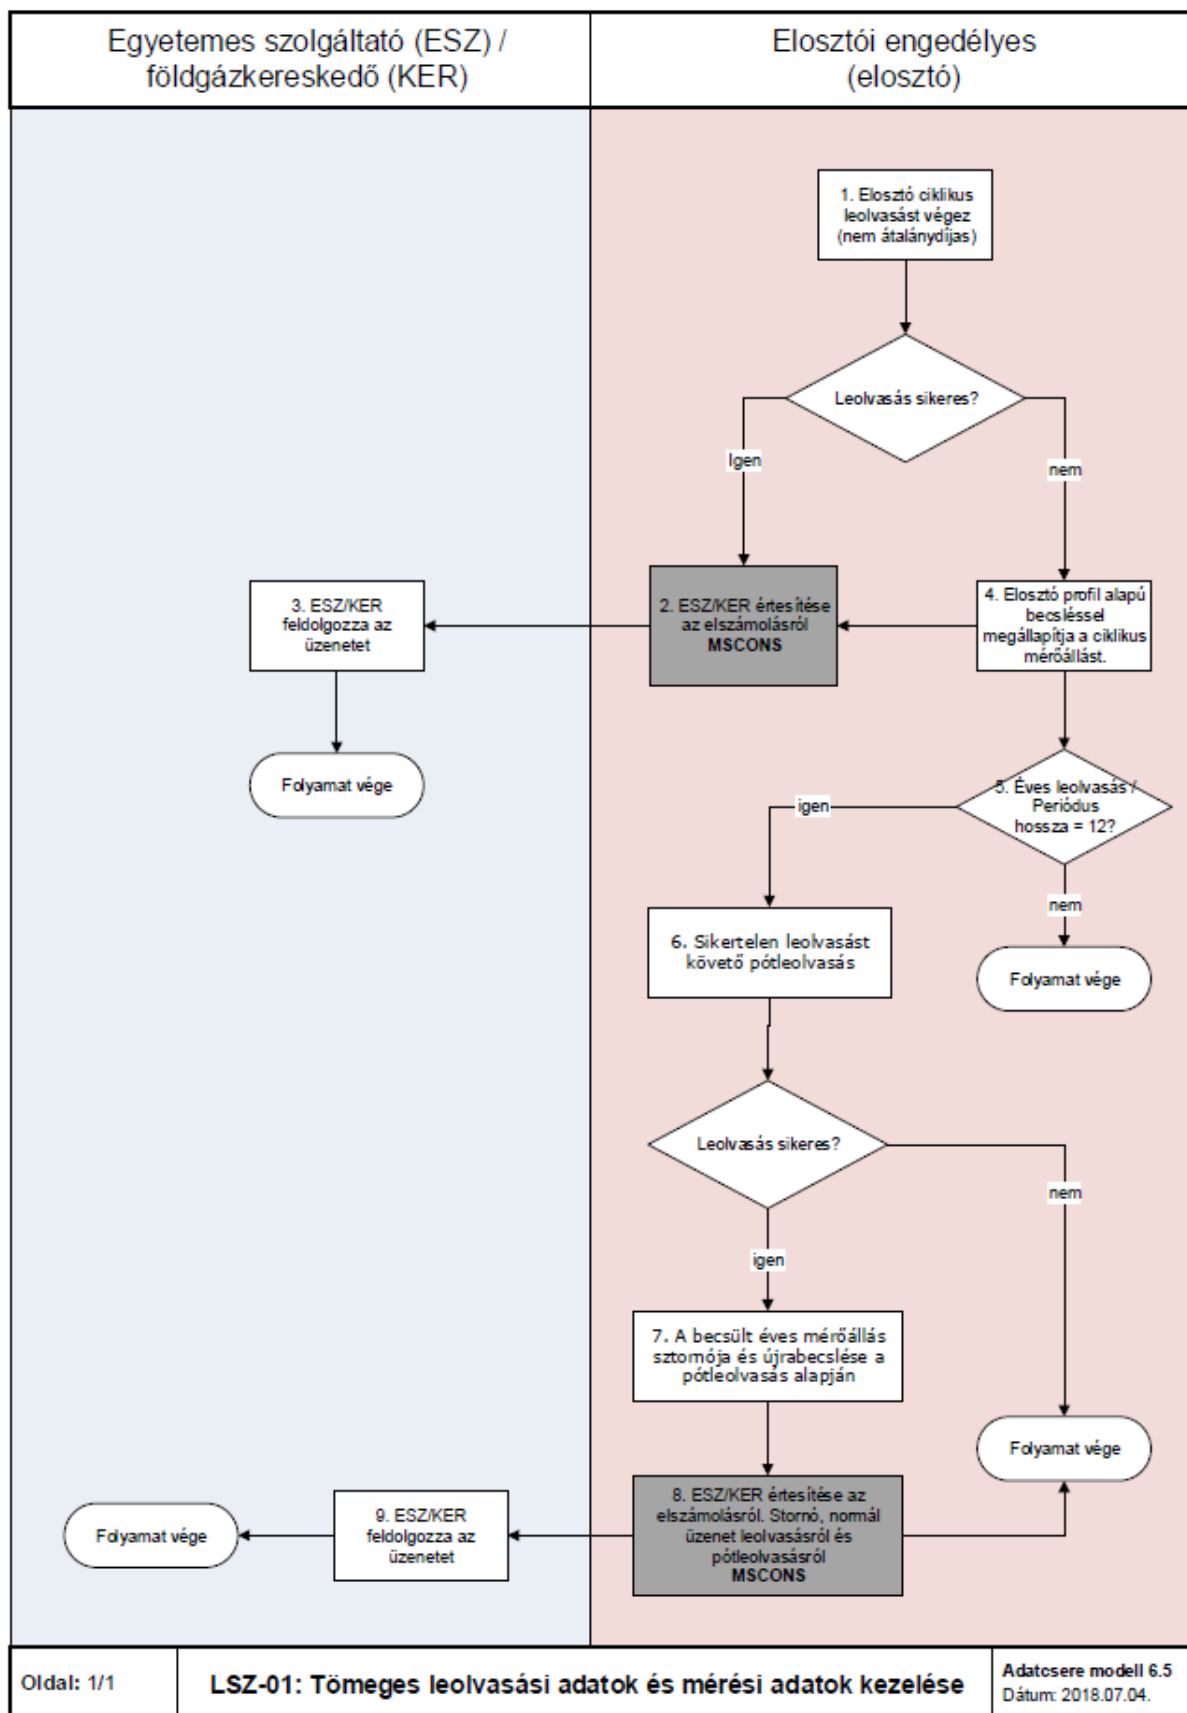 Egyetemes szolgáltató (ESZ) /
földgázkereskedő (KER)
Elosztói engedélyes
(elosztó)
1. Elosztó ciklikus
leolvasást végez
(nem átalánydíjas)
Leolvasás sikeres?
Igen
nem
3. ESZ/KER
feldolgozza az
üzenetet
2. ESZ/KER értesítése
az elszámolásról
MSCONS
4. Elosztó profil alapú
becsléssel
megállapítja a ciklikus
mérőállást.
Folyamat vége
5. Éves leolvasás /
Periódus
hossza = 12?
igen
nem
6. Sikertelen leolvasást
követő pótleolvasás
Folyamat vége
Leolvasás sikeres?
nem
igen
7. A becsült éves mérőállás
sztornója és újrabecslése a
pótleolvasás alapján
Folyamat vége
8. ESZ/KER értesítése az
elszámolásról. Stornó, normál
üzenet leolvasásról és
pótleolvasásról
MSCONS
9. ESZ/KER
feldolgozza az
üzenetet
Folyamat vége
Oldal: 1/1
LSZ-01: Tömeges leolvasási adatok és mérési adatok kezelése
Adatcsere modell 6.5
Dátum: 2018.07.04.